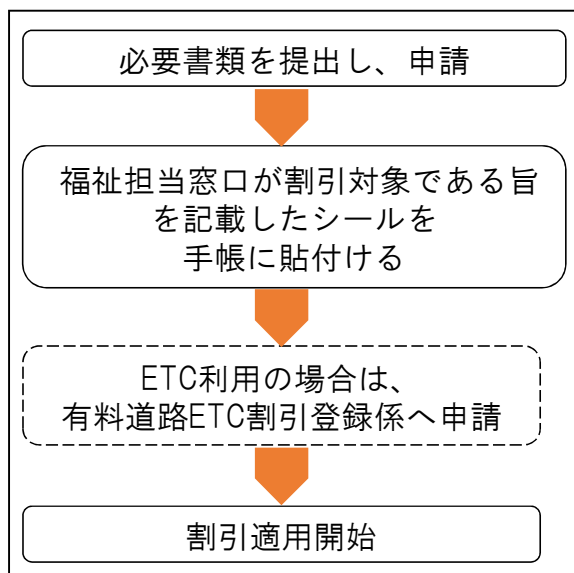 必要書類を提出し、申請
福祉担当窓口が割引対象である旨
を記載したシールを
手帳に貼付ける
ETC利用の場合は、
有料道路ETC割引登録係へ申請
割引適用開始